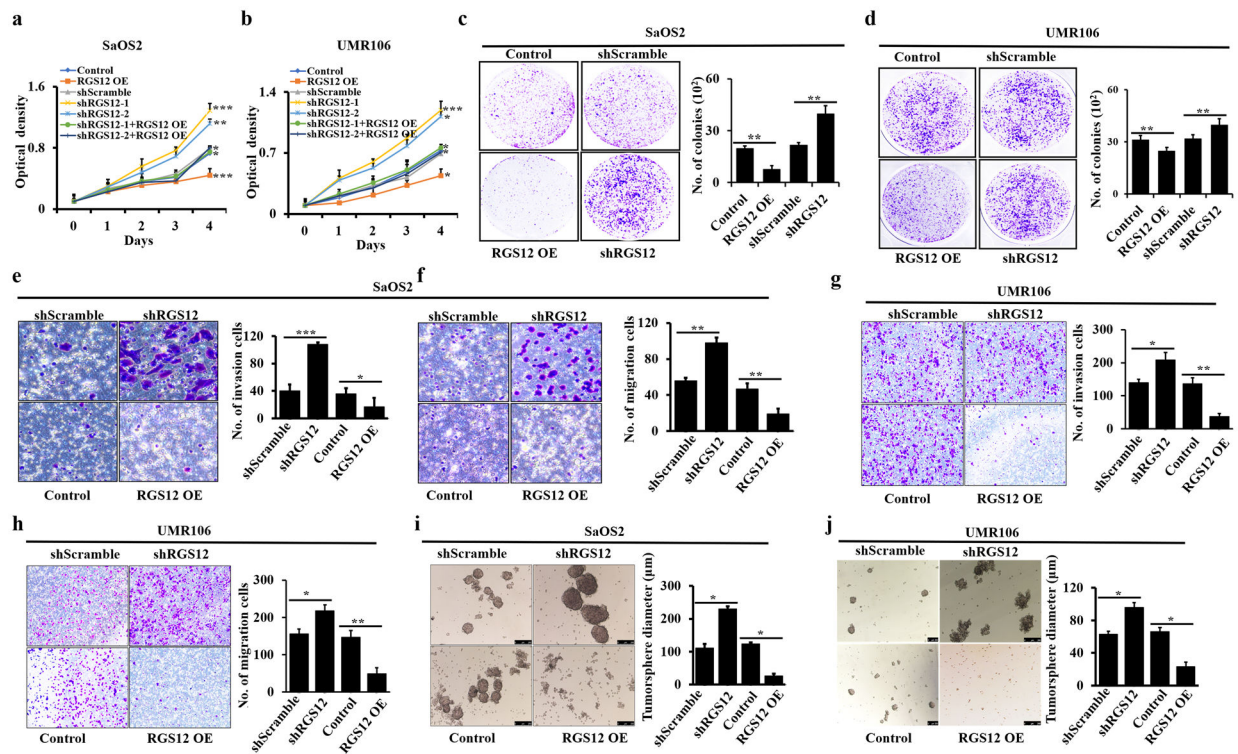 a
SaOS2
Control
RGS12 OE
shScramble
shRGS12-1
shRGS12-2
shRGS12-1+RGS12 OE
shRGS12-2+RGS12 OE
Optical density
1.6
1.2
0.8
0.4
0
***
**
*
*
***
0 1 2 3 4
Days
b
UMR106
Control
RGS12 OE
shScramble
shRGS12-1
shRGS12-2
shRGS12-1+RGS12 OE
shRGS12-2+RGS12 OE
Optical density
1.4
0.7
0
***
*
*
*
*
0 1 2 3 4
Days
c
SaOS2
Control shScramble
RGS12 OE shRGS12
No. of colonies (10²)
60
30
0
** **
Control RGS12 OE shScramble shRGS12
d
UMR106
Control shScramble
RGS12 OE shRGS12
No. of colonies (10²)
100
50
0
** **
Control RGS12 OE shScramble shRGS12
e
f
SaOS2
shScramble shRGS12
Control RGS12 OE
No. of invasion cells
120
80
40
0
*** *
shScramble shRGS12 Control RGS12 OE
shScramble shRGS12
Control RGS12 OE
No. of migration cells
120
80
40
0
** **
shScramble shRGS12 Control RGS12 OE
g
UMR106
shScramble shRGS12
Control RGS12 OE
No. of invasion cells
300
200
100
0
* **
shScramble shRGS12 Control RGS12 OE
h
UMR106
shScramble shRGS12
Control RGS12 OE
No. of migration cells
300
200
100
0
* **
shScramble shRGS12 Control RGS12 OE
i
SaOS2
shScramble shRGS12
Control RGS12 OE
Tumorsphere diameter (μm)
300
200
100
0
* *
shScramble shRGS12 Control RGS12 OE
j
UMR106
shScramble shRGS12
Control RGS12 OE
Tumorsphere diameter (μm)
120
80
40
0
* *
shScramble shRGS12 Control RGS12 OE